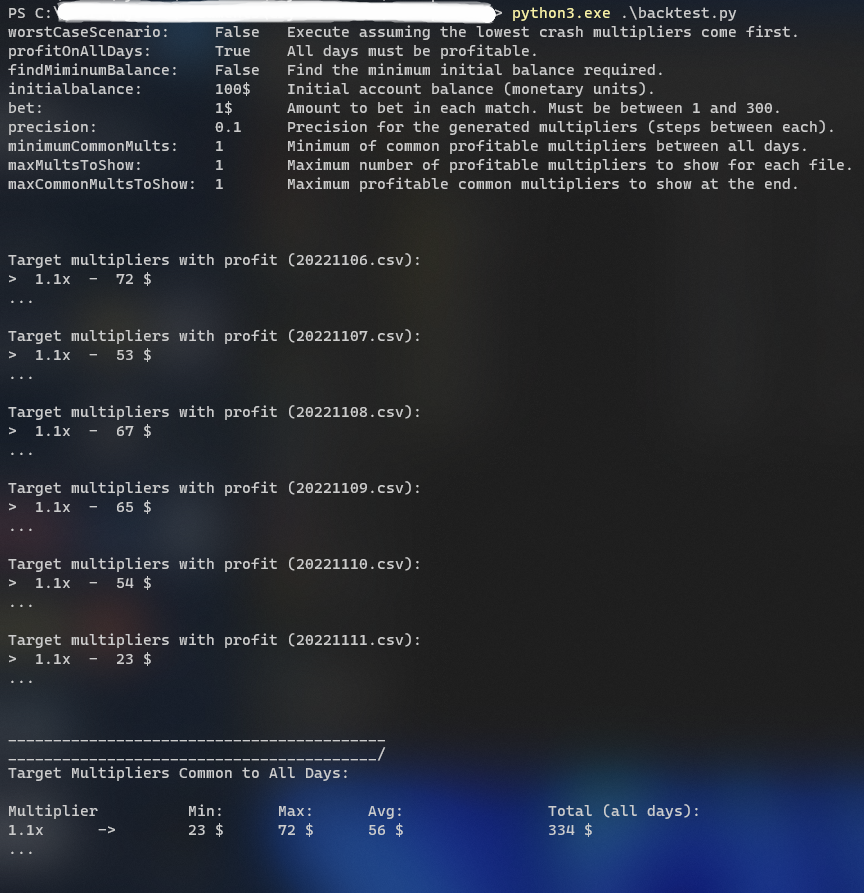 PS C:\ > python3.exe .\backtest.py
worstCaseScenario: False Execute assuming the lowest crash multipliers come first.
profitOnAllDays: True All days must be profitable.
findMiminumBalance: False Find the minimum initial balance required.
initialbalance: 100$ Initial account balance (monetary units).
bet: 1$ Amount to bet in each match. Must be between 1 and 300.
precision: 0.1 Precision for the generated multipliers (steps between each).
minimumCommonMults: 1 Minimum of common profitable multipliers between all days.
maxMultsToShow: 1 Maximum number of profitable multipliers to show for each file.
maxCommonMultsToShow: 1 Maximum profitable common multipliers to show at the end.
Target multipliers with profit (20221106.csv):
> 1.1x - 72 $
...
Target multipliers with profit (20221107.csv):
> 1.1x - 53 $
...
Target multipliers with profit (20221108.csv):
> 1.1x - 67 $
...
Target multipliers with profit (20221109.csv):
> 1.1x - 65 $
...
Target multipliers with profit (20221110.csv):
> 1.1x - 54 $
...
Target multipliers with profit (20221111.csv):
> 1.1x - 23 $
...
__________________________________________
_________________________________________/
Target Multipliers Common to All Days:
Multiplier Min: Max: Avg: Total (all days):
1.1x -> 23 $ 72 $ 56 $ 334 $
...